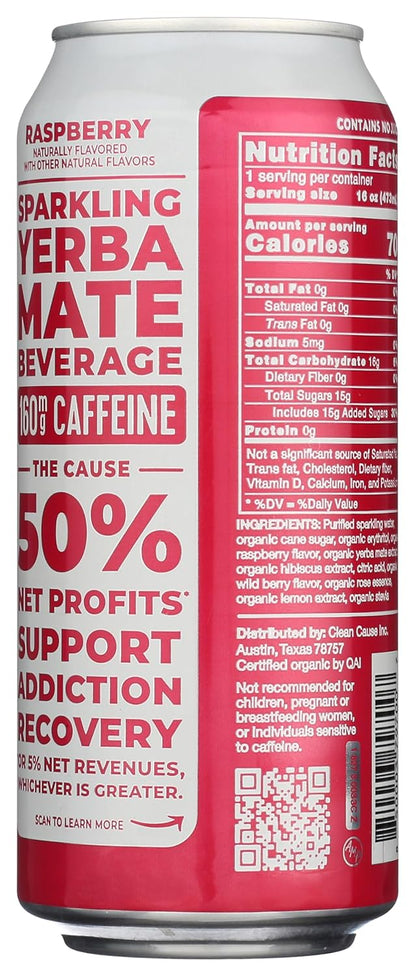 RASPBERRY
NATURALLY FLAVORED
WITH OTHER NATURAL FLAVORS
SPARKLING
YERBA
MATE
BEVERAGE
160mg CAFFEINE
THE CAUSE
50%
NET PROFITS*
SUPPORT
ADDICTION
RECOVERY
*OR 5% NET REVENUES,
WHICHEVER IS GREATER.
SCAN TO LEARN MORE
CONTAINS NO
Nutrition Facts
1 serving per container
Serving size 16 oz (473
Amount per serving
Calories 70
% DV*
Total Fat 0g
Saturated Fat 0g
Trans Fat 0g
Sodium 5mg
Total Carbohydrate 16g
Dietary Fiber 0g
Total Sugars 15g
Includes 15g Added Sugars
Protein 0g
Not a significant source of Saturated
Trans fat, Cholesterol, Dietary fiber,
Vitamin D, Calcium, Iron, and
* %DV = %Daily Value
INGREDIENTS: Purified sparkling water,
organic cane sugar, organic erythritol,
raspberry flavor, organic yerba mate
organic hibiscus extract, citric acid,
wild berry flavor, organic rose essence,
organic lemon extract, organic stevia
Distributed by: Clean Cause Inc.
Austin, Texas 78757
Certified organic by QAI
Not recommended for
children, pregnant or
breastfeeding women,
or individuals sensitive
to caffeine.